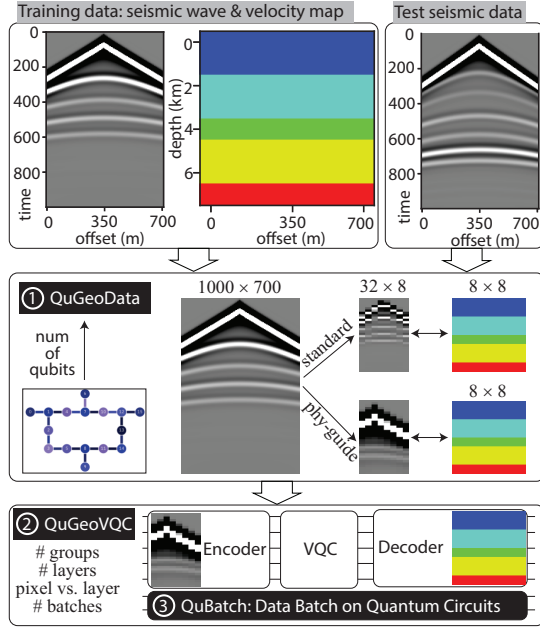 Training data: seismic wave & velocity map
Test seismic data
0
200
400
600
800
time
0
350
700
offset (m)
0
2
4
6
depth (km)
0
350
700
offset (m)
0
200
400
600
800
time
0
350
700
offset (m)
1 QuGeoData
num
of
qubits
1000 × 700
standard
phy-guide
32 × 8
8 × 8
8 × 8
2 QuGeoVQC
# groups
# layers
pixel vs. layer
# batches
Encoder
VQC
Decoder
3 QuBatch: Data Batch on Quantum Circuits